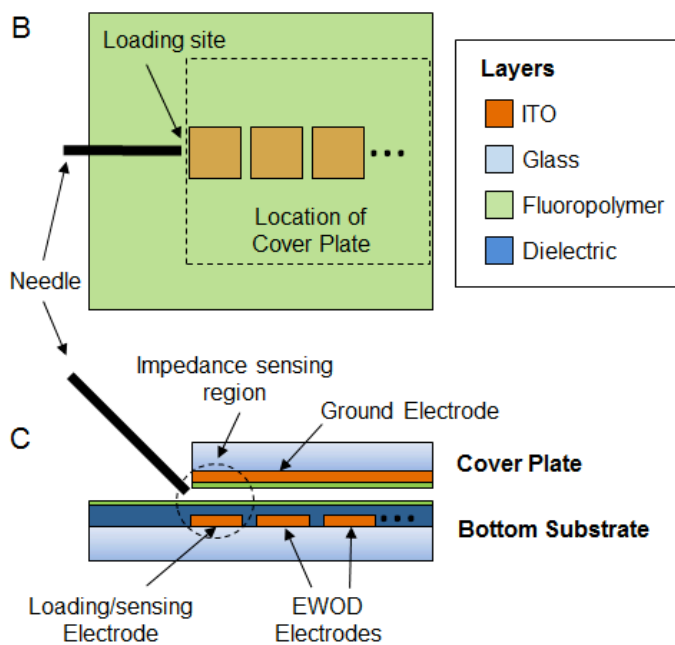 B
Loading site
Location of
Cover Plate
Needle
Layers
ITO
Glass
Fluoropolymer
Dielectric
Impedance sensing
region
Ground Electrode
C
Cover Plate
Bottom Substrate
Loading/sensing
Electrode
EWOD
Electrodes